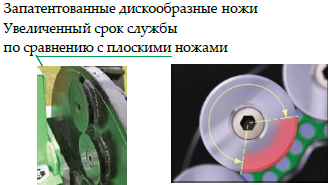 Запатентованные дискообразные ножи
Увеличенный срок службы
по сравнению с плоскими ножами